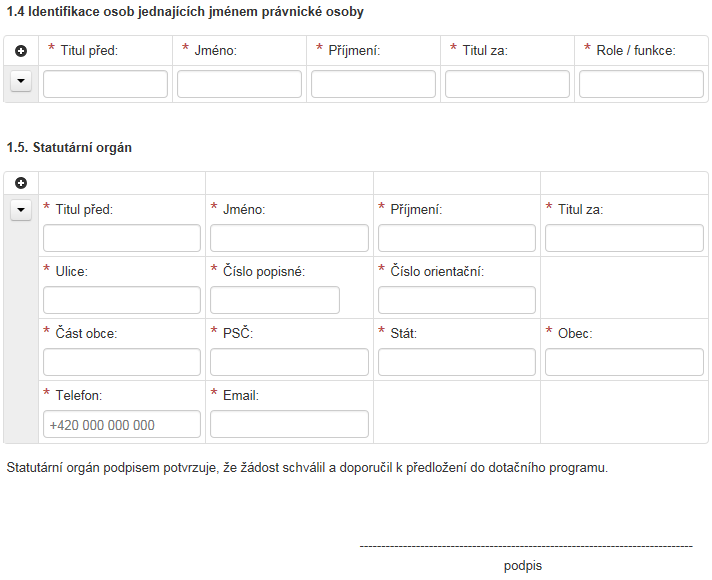 1.4 Identifikace osob jednajících jménem právnické osoby
* Titul před: * Jméno: * Příjmení: * Titul za: * Role / funkce:
1.5. Statutární orgán
* Titul před: * Jméno: * Příjmení: * Titul za:
* Ulice: * Číslo popisné: * Číslo orientační:
* Část obce: * PSČ: * Stát: * Obec:
* Telefon: * Email:
+420 000 000 000
Statutární orgán podpisem potvrzuje, že žádost schválil a doporučil k předložení do dotačního programu.
podpis